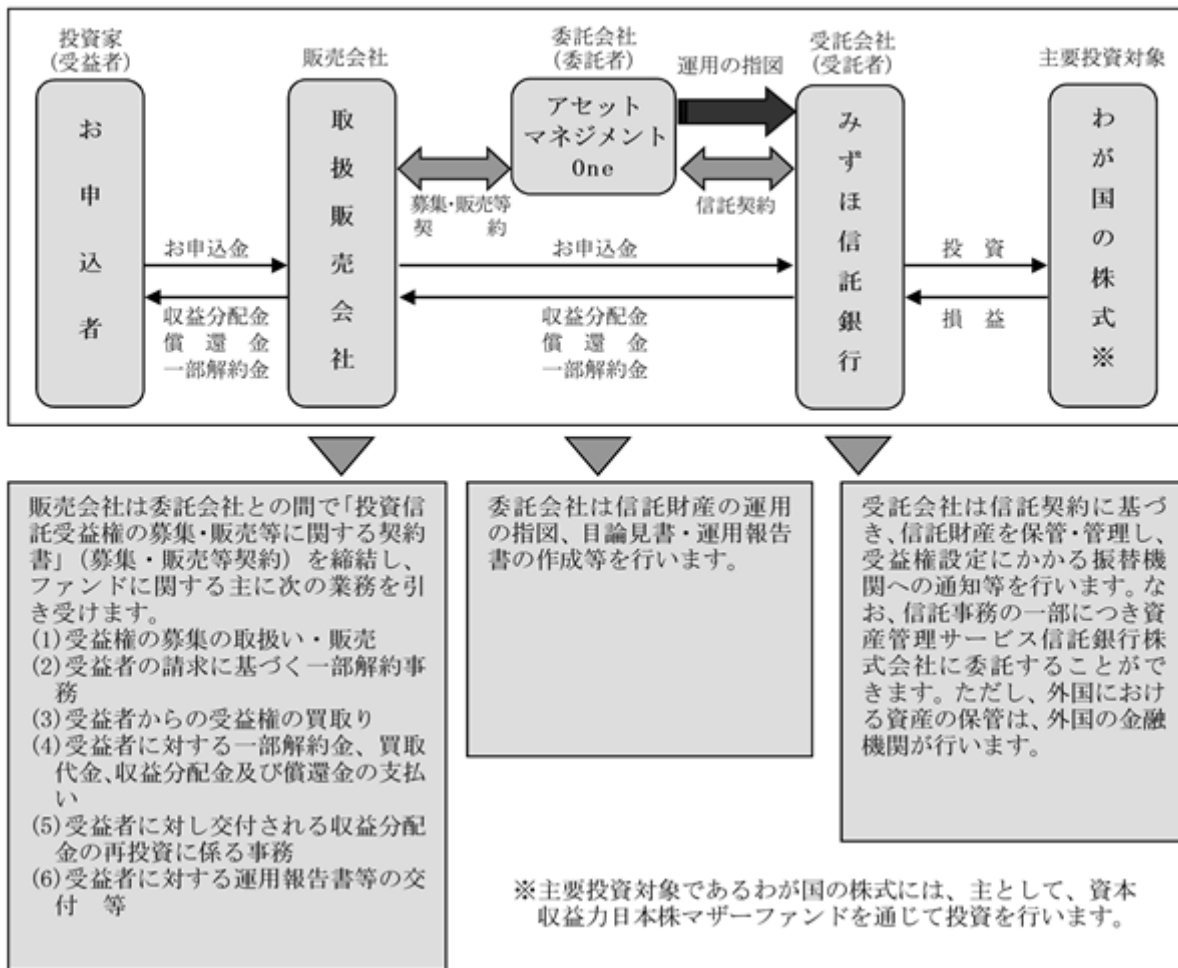 投資家
(受益者)
お申込者
販売会社
取扱販売会社
委託会社
(委託者)
アセット
マネジメント
One
運用の指図
受託会社
(受託者)
みずほ信託銀行
主要投資対象
わが国の株式※
募集・販売等
契　　約
信託契約
お申込金
収益分配金
償　還　金
一部解約金
お申込金
収益分配金
償　還　金
一部解約金
投　資
損　益
販売会社は委託会社との間で「投資信
託受益権の募集・販売等に関する契約
書」（募集・販売等契約）を締結し、
ファンドに関する主に次の業務を引
き受けます。
(1)受益権の募集の取扱い・販売
(2)受益者の請求に基づく一部解約事
務
(3)受益者からの受益権の買取り
(4)受益者に対する一部解約金、買取
代金、収益分配金及び償還金の支払
い
(5)受益者に対し交付される収益分配
金の再投資に係る事務
(6)受益者に対する運用報告書等の交
付　等
委託会社は信託財産の運用
の指図、目論見書・運用報告
書の作成等を行います。
受託会社は信託契約に基づ
き、信託財産を保管・管理し、
受益権設定にかかる振替機
関への通知等を行います。な
お、信託事務の一部につき資
産管理サービス信託銀行株
式会社に委託することがで
きます。ただし、外国におけ
る資産の保管は、外国の金融
機関が行います。
※主要投資対象であるわが国の株式には、主として、資本
収益力日本株マザーファンドを通じて投資を行います。